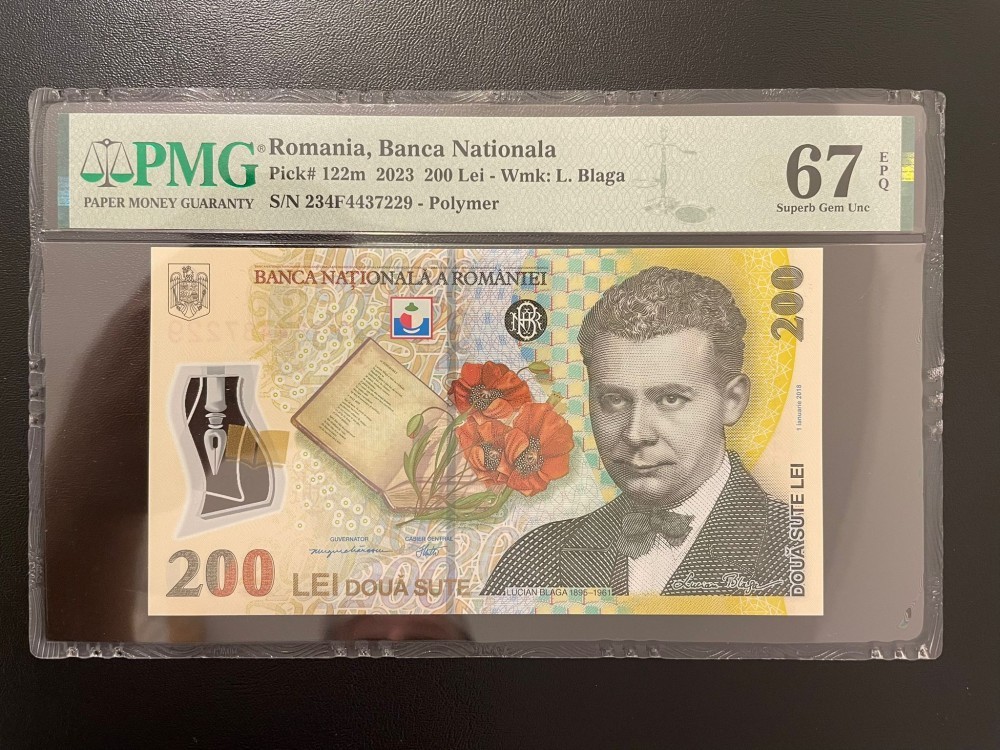 PMG®
PAPER MONEY GUARANTY
Romania, Banca Nationala
Pick# 122m 2023 200 Lei - Wmk: L. Blaga
S/N 234F4437229 - Polymer
67
EPQ
Superb Gem Unc
BANCA NAȚIONALĂ A ROMÂNIEI
200
1 Ianuarie 2018
GUVERNATOR
CASIER CENTRAL
200 LEI DOUĂ SUTE
LUCIAN BLAGA 1895-1961
Lucian Blaga
DOUĂ SUTE LEI